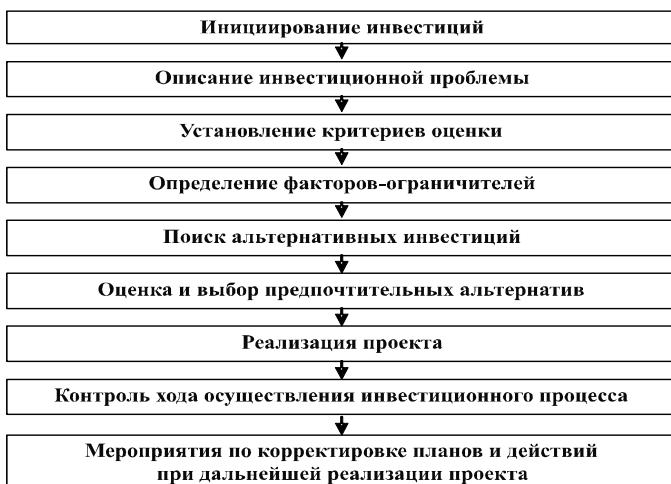 Инициирование инвестиций
Описание инвестиционной проблемы
Установление критериев оценки
Определение факторов-ограничителей
Поиск альтернативных инвестиций
Оценка и выбор предпочтительных альтернатив
Реализация проекта
Контроль хода осуществления инвестиционного процесса
Мероприятия по корректировке планов и действий
при дальнейшей реализации проекта